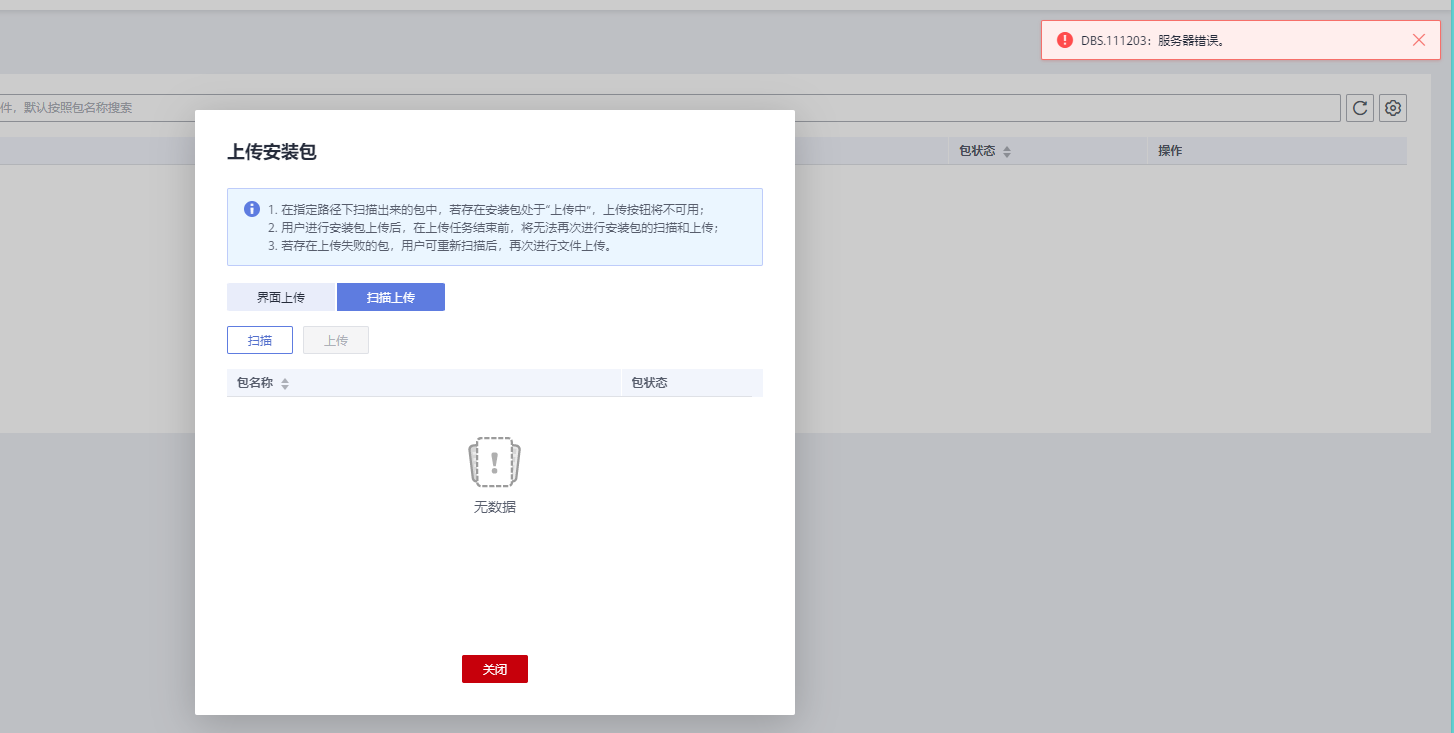 DBS.111203：服务器错误。
件，默认按照包名称搜索
包状态 操作
上传安装包
1. 在指定路径下扫描出来的包中，若存在安装包处于“上传中”，上传按钮将不可用；
2. 用户进行安装包上传后，在上传任务结束前，将无法再次进行安装包的扫描和上传；
3. 若存在上传失败的包，用户可重新扫描后，再次进行文件上传。
界面上传 扫描上传
扫描 上传
包名称 包状态
无数据
关闭